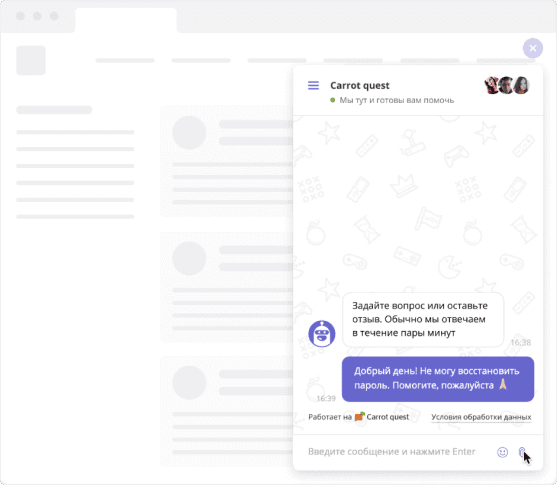 Carrot quest
Мы тут и готовы вам помочь
Задайте вопрос или оставьте
отзыв. Обычно мы отвечаем
в течение пары минут
16:38
Добрый день! Не могу восстановить
пароль. Помогите, пожалуйста 🙏🏼
16:39
Работает на 🥕 Carrot quest Условия обработки данных
Введите сообщение и нажмите Enter